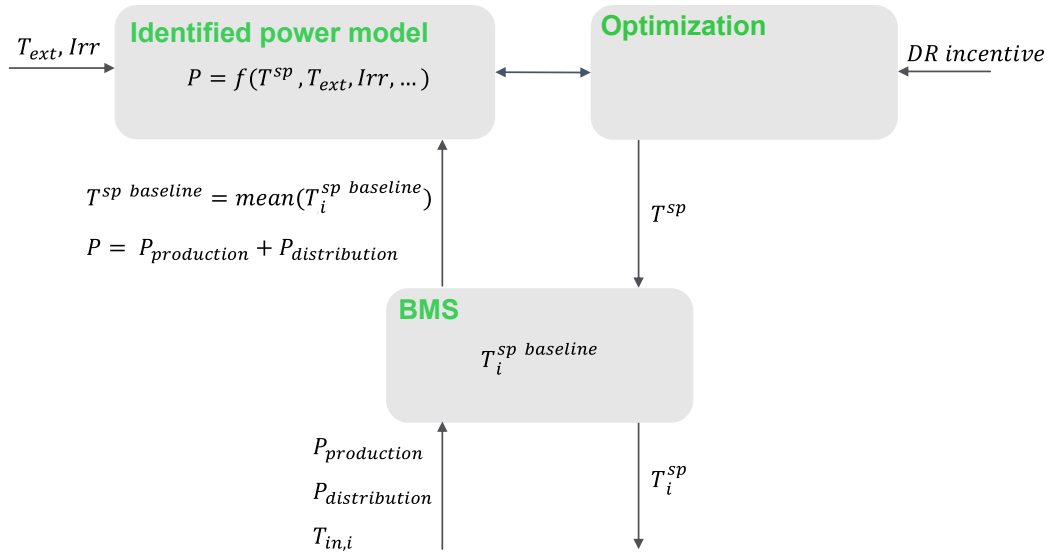 Identified power model
Optimization
T_ext, Irr
P = f(T^sp, T_ext, Irr, …)
DR incentive
T^sp baseline = mean(T_i^sp baseline)
T^sp
P = P_production + P_distribution
BMS
T_i^sp baseline
P_production
T_i^sp
P_distribution
T_in,i